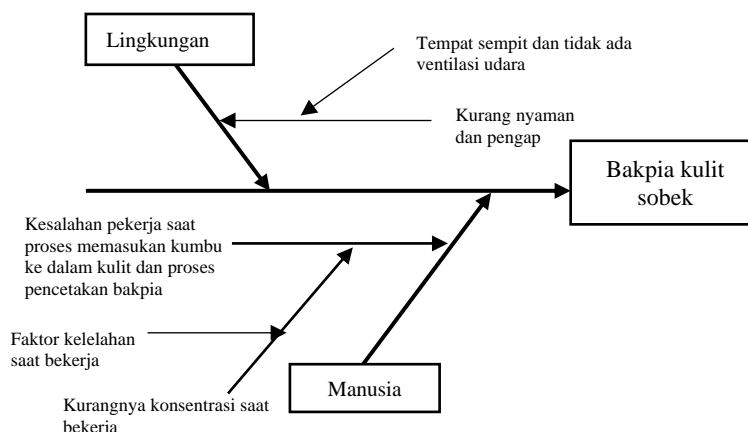 Lingkungan
Tempat sempit dan tidak ada
ventilasi udara
Kurang nyaman
dan pengap
Bakpia kulit
sobek
Kesalahan pekerja saat
proses memasukan kumbu
ke dalam kulit dan proses
pencetakan bakpia
Faktor kelelahan
saat bekerja
Manusia
Kurangnya konsentrasi saat
bekerja